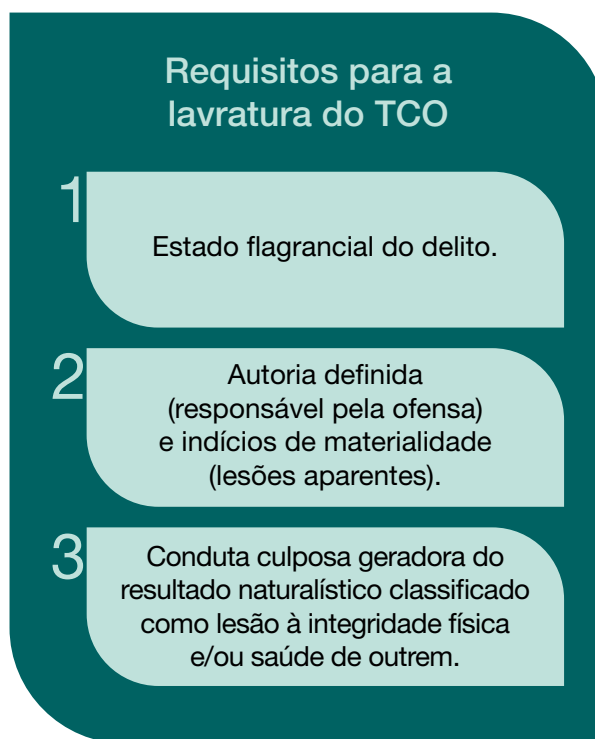 Requisitos para a
lavratura do TCO
1
Estado flagrancial do delito.
2
Autoria definida
(responsável pela ofensa)
e indícios de materialidade
(lesões aparentes).
3
Conduta culposa geradora do
resultado naturalístico classificado
como lesão à integridade física
e/ou saúde de outrem.